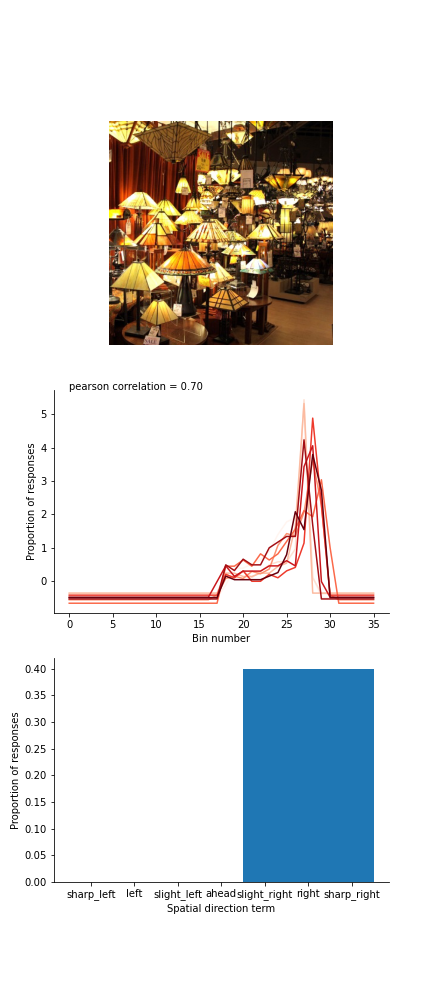 SALE
pearson correlation = 0.70
5
4
3
2
1
0
Proportion of responses
0 5 10 15 20 25 30 35
Bin number
0.40
0.35
0.30
0.25
0.20
0.15
0.10
0.05
0.00
Proportion of responses
sharp_left left slight_left ahead slight_right right sharp_right
Spatial direction term